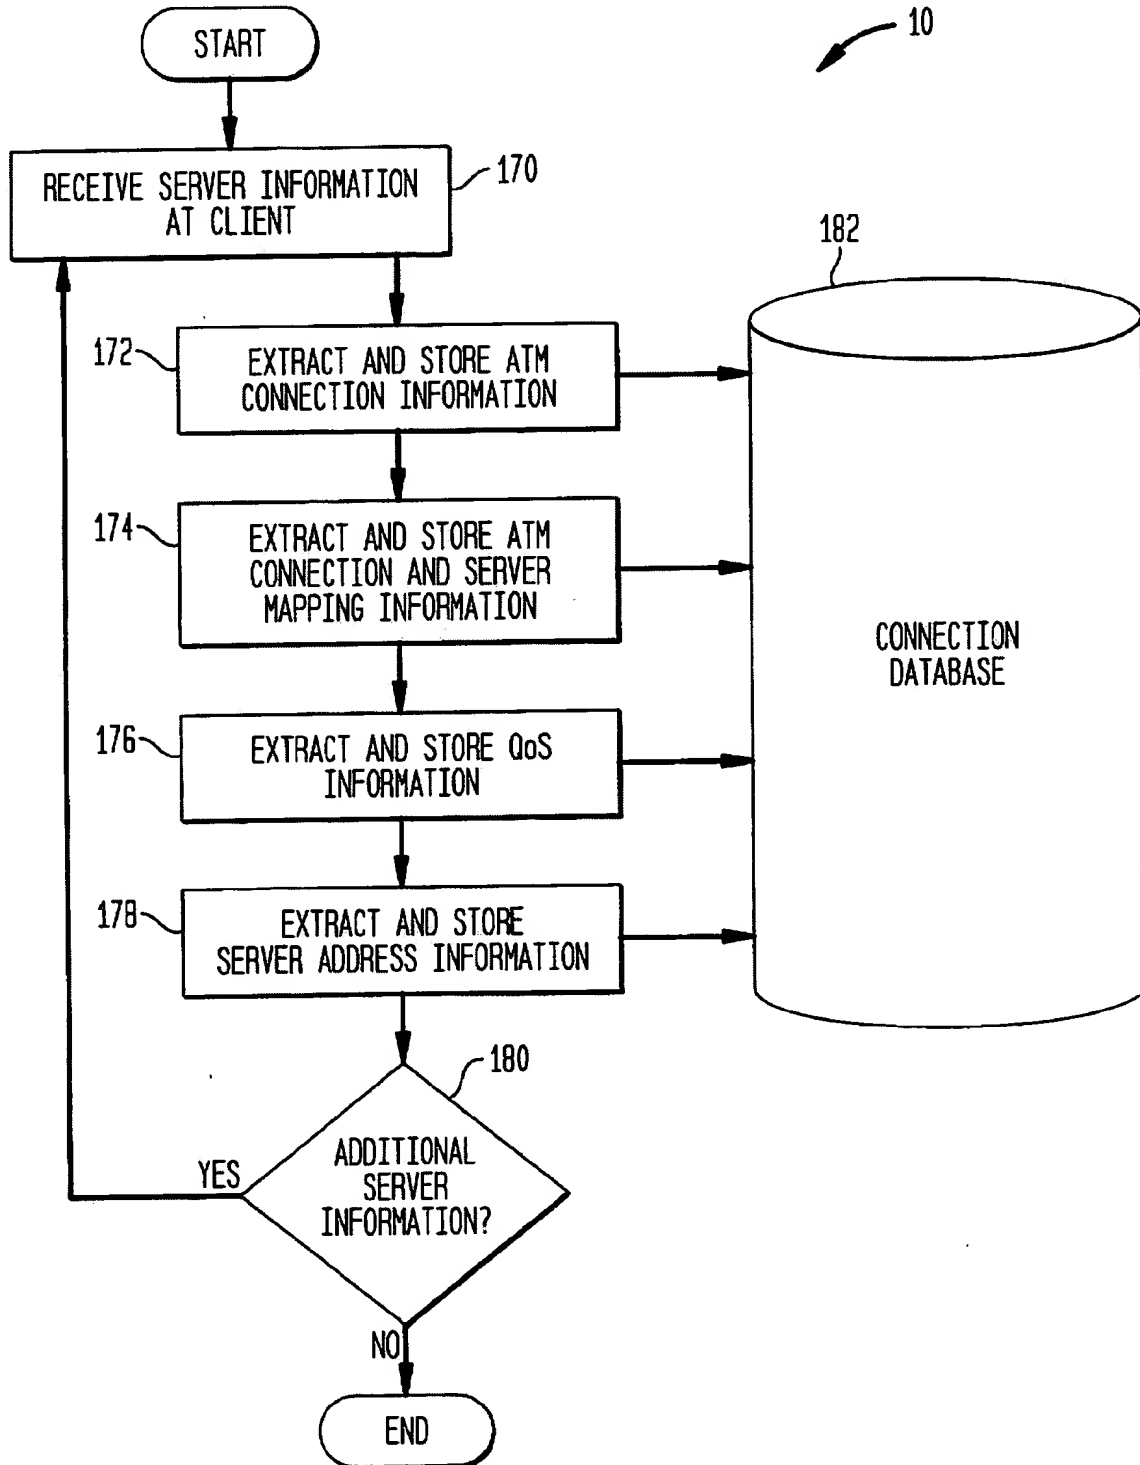 START
10
RECEIVE SERVER INFORMATION
AT CLIENT
170
182
172
EXTRACT AND STORE ATM
CONNECTION INFORMATION
174
EXTRACT AND STORE ATM
CONNECTION AND SERVER
MAPPING INFORMATION
CONNECTION
DATABASE
176
EXTRACT AND STORE QoS
INFORMATION
178
EXTRACT AND STORE
SERVER ADDRESS INFORMATION
180
ADDITIONAL
SERVER
INFORMATION?
YES
NO
END